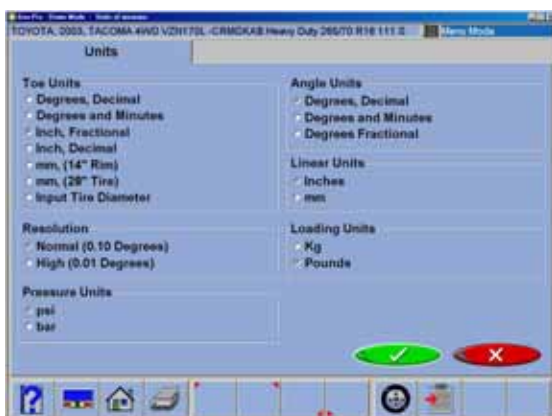 TOYOTA, 2003, TACOMA 4WD VZN170L -CRMDKAB Heavy Duty 265/70 R16 111 S
Menu Mode
Units
Toe Units
Degrees, Decimal
Degrees and Minutes
Inch, Fractional
Inch, Decimal
mm, (14" Rim)
mm, (28" Tire)
Input Tire Diameter
Resolution
Normal (0.10 Degrees)
High (0.01 Degrees)
Pressure Units
psi
bar
Angle Units
Degrees, Decimal
Degrees and Minutes
Degrees Fractional
Linear Units
Inches
mm
Loading Units
Kg
Pounds
?